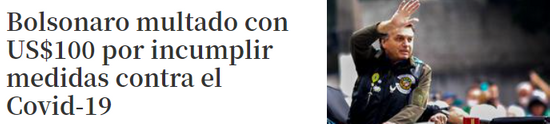 Bolsonaro multado con
US$100 por incumplir
medidas contra el
Covid-19